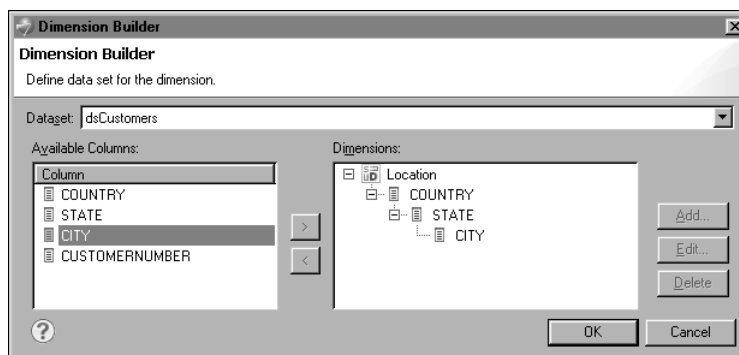 Dimension Builder
Dimension Builder
Define data set for the dimension.
Dataset: dsCustomers
Available Columns:
Column
COUNTRY
STATE
CITY
CUSTOMERNUMBER
>
<
Dimensions:
Location
COUNTRY
STATE
CITY
Add...
Edit...
Delete
?
OK
Cancel